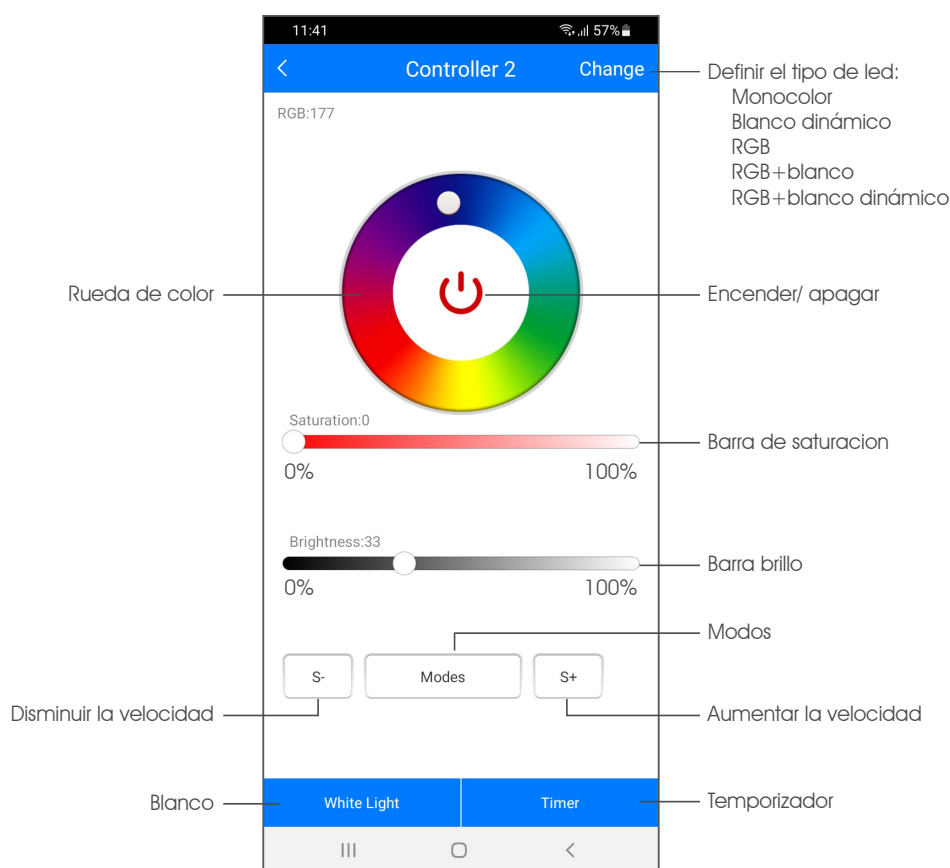 11:41
57%
Controller 2
Change
Definir el tipo de led:
Monocolor
Blanco dinámico
RGB
RGB+blanco
RGB+blanco dinámico
RGB:177
Rueda de color
Encender/ apagar
Saturation:0
Barra de saturacion
0%
100%
Brightness:33
Barra brillo
0%
100%
Modos
S-
Modes
S+
Disminuir la velocidad
Aumentar la velocidad
Blanco
White Light
Timer
Temporizador